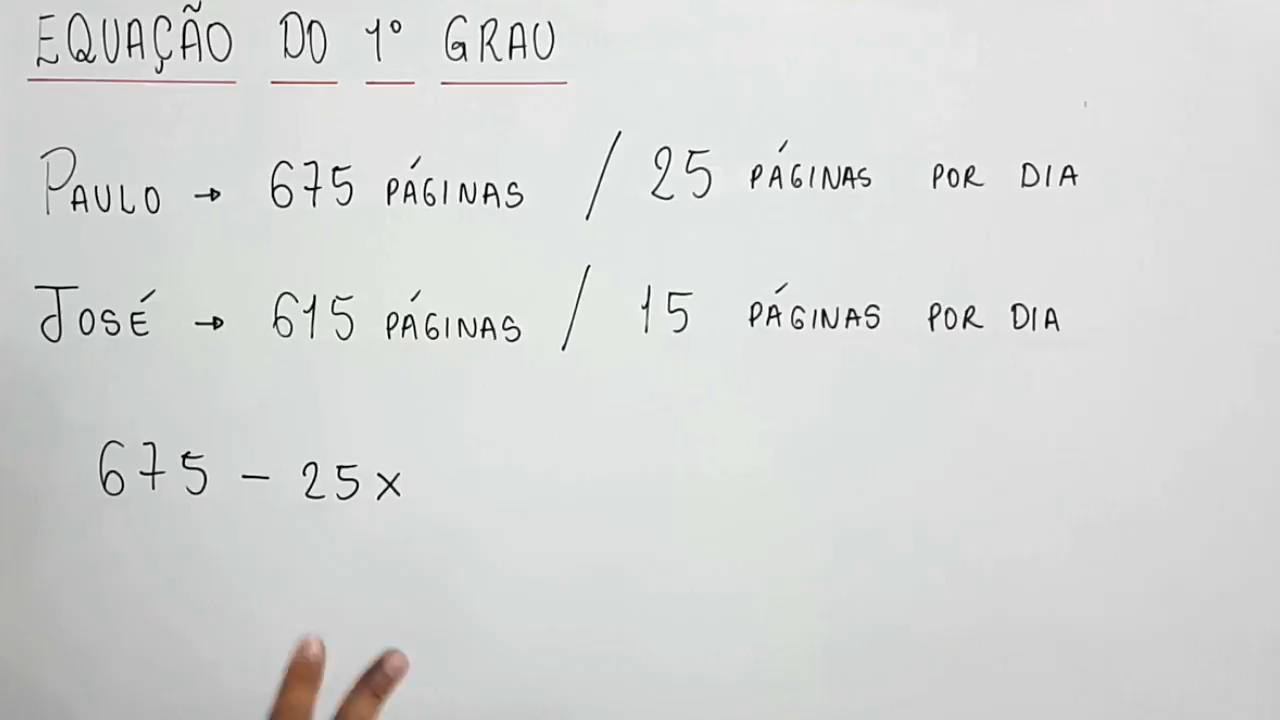 EQUAÇÃO DO 1º GRAU
PAULO → 675 PÁGINAS / 25 PÁGINAS POR DIA
JOSÉ → 615 PÁGINAS / 15 PÁGINAS POR DIA
675 - 25x